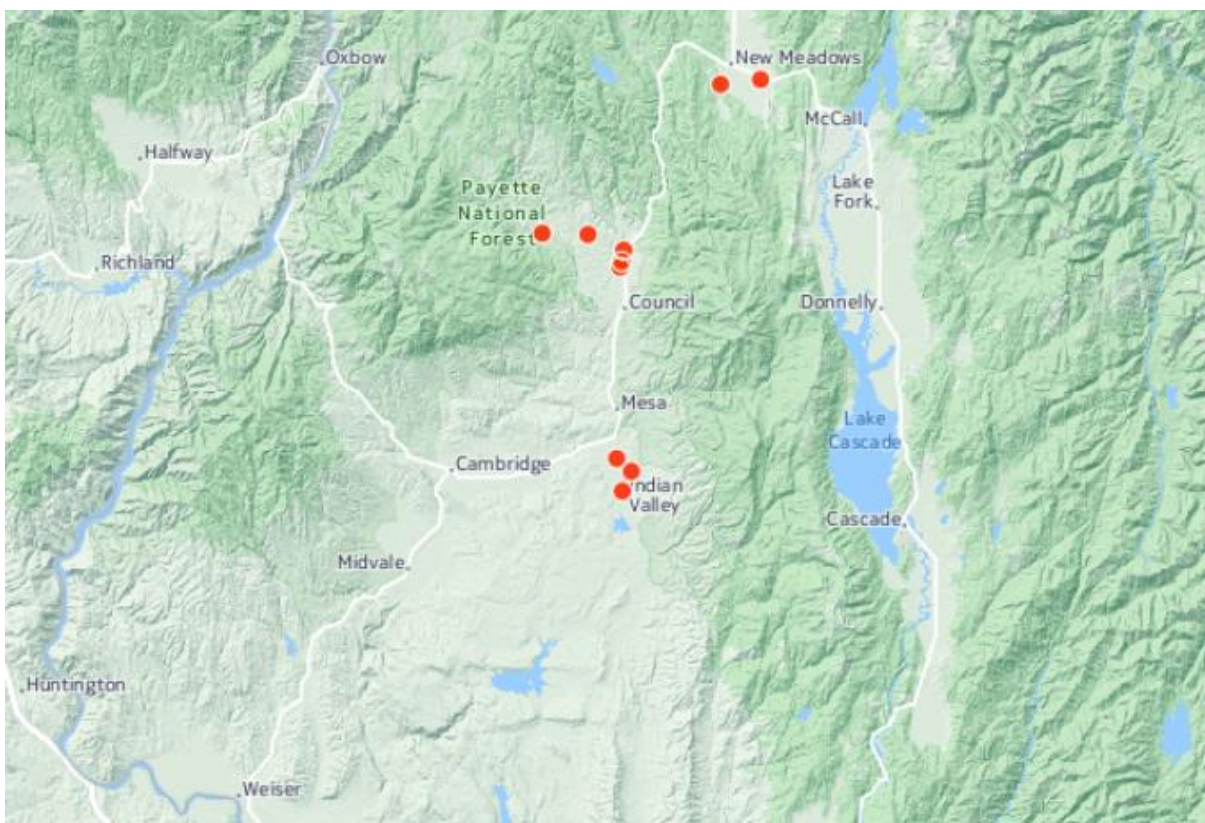 Oxbow
New Meadows
McCall
Halfway
Payette
National
Forest
Lake
Fork
Richland
Council
Donnelly
Mesa
Lake
Cascade
Cambridge
ndian
Valley
Cascade
Midvale
Huntington
Weiser